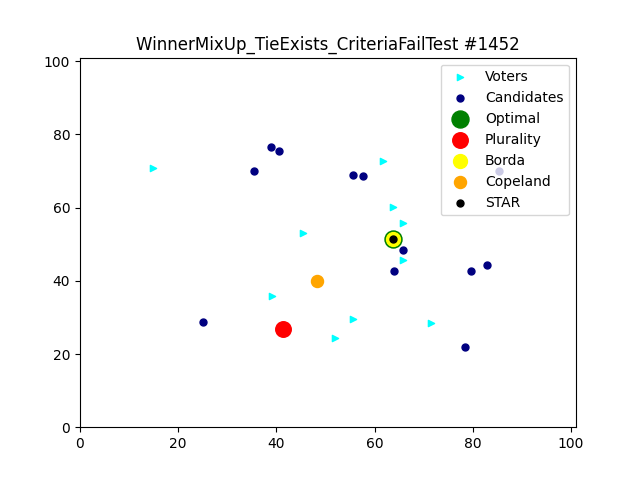 WinnerMixUp_TieExists_CriteriaFailTest #1452
100
80
60
40
20
0
0
20
40
60
80
100
Voters
Candidates
Optimal
Plurality
Borda
Copeland
STAR